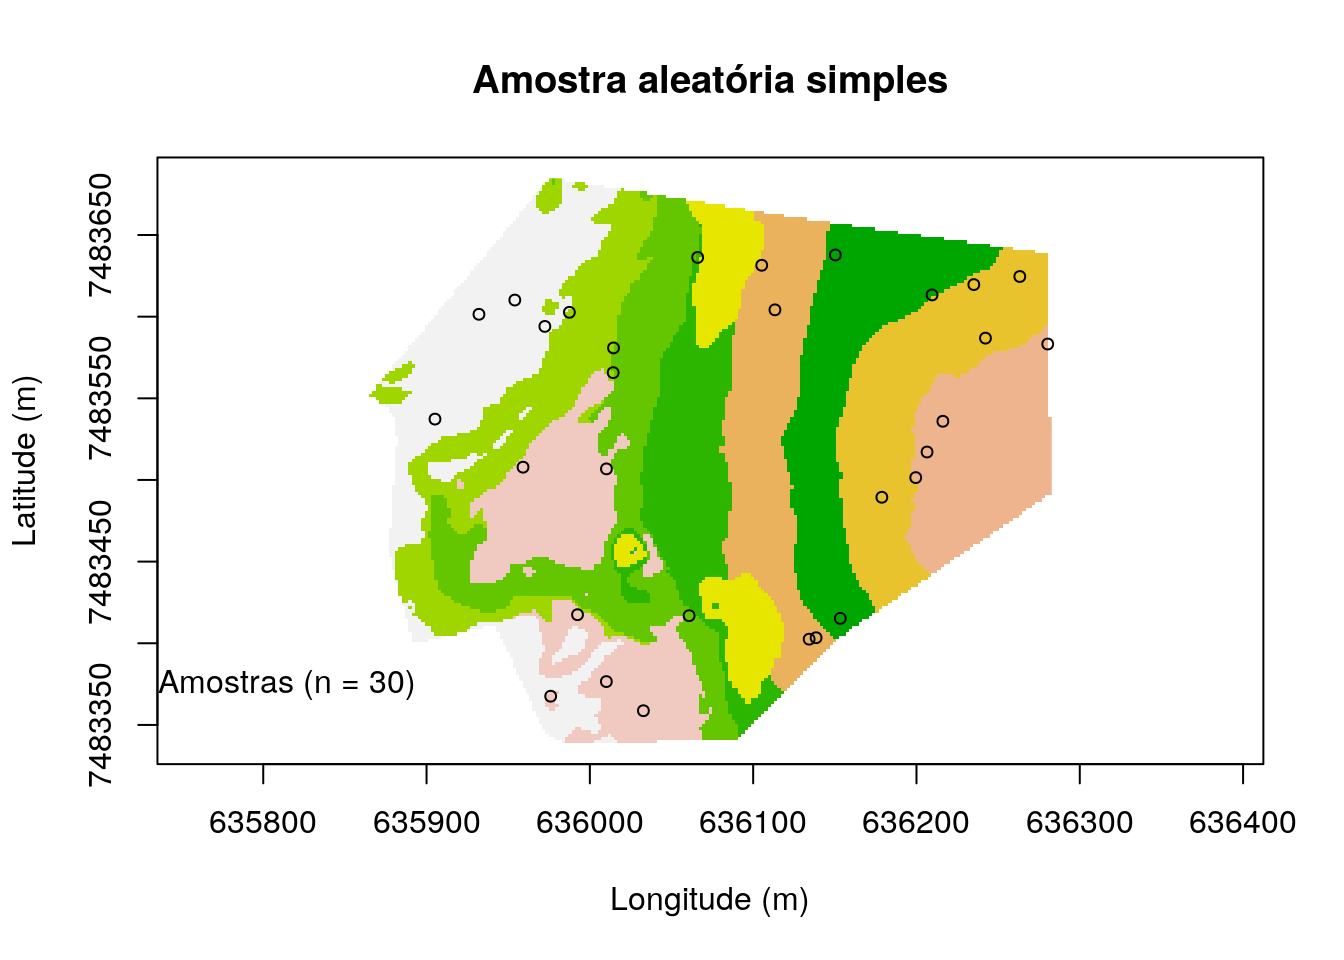 Amostra aleatória simples
Latitude (m)
7483650
7483550
7483450
7483350
Amostras (n = 30)
635800 635900 636000 636100 636200 636300 636400
Longitude (m)